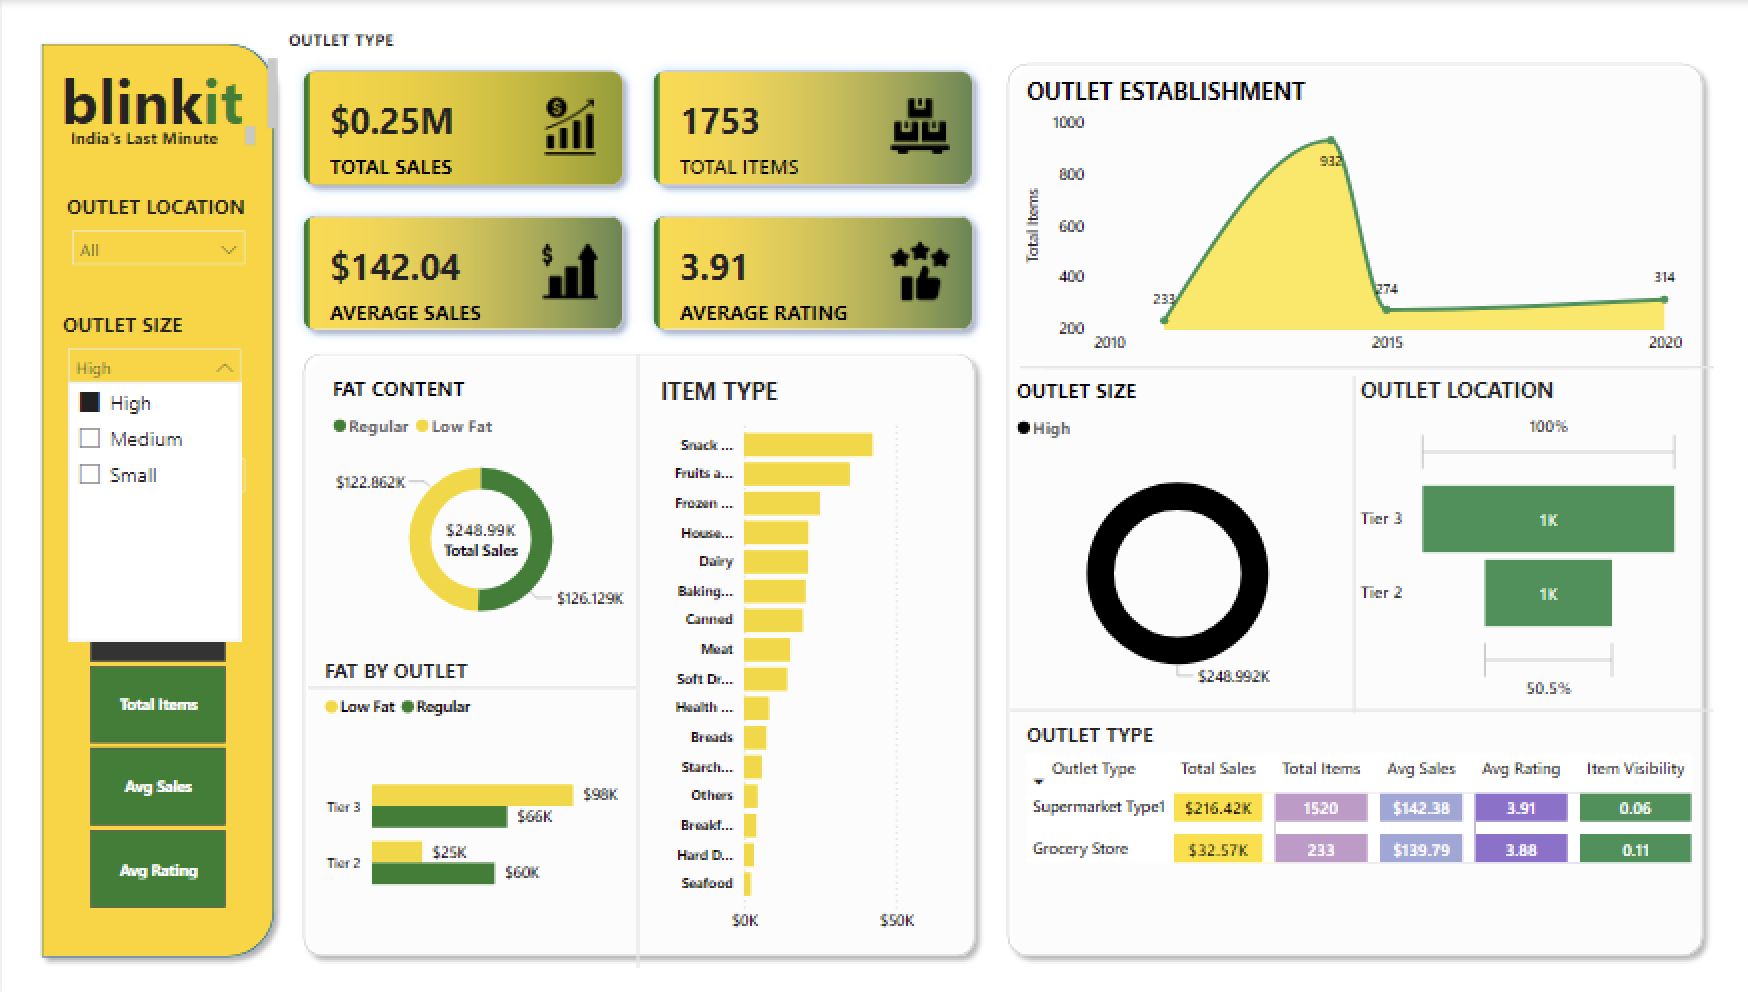 OUTLET TYPE
blinkit
India's Last Minute
OUTLET LOCATION
All
OUTLET SIZE
High
High
Medium
Small
Total Items
Avg Sales
Avg Rating
$0.25M
TOTAL SALES
1753
TOTAL ITEMS
$142.04
AVERAGE SALES
3.91
AVERAGE RATING
FAT CONTENT
Regular Low Fat
$122.862K
$248.99K
Total Sales
$126.129K
FAT BY OUTLET
Low Fat Regular
Tier 3
$98K
$66K
Tier 2
$25K
$60K
ITEM TYPE
Snack ...
Fruits a...
Frozen ...
House...
Dairy
Baking...
Canned
Meat
Soft Dr...
Health ...
Breads
Starch...
Others
Breakf...
Hard D...
Seafood
$0K $50K
OUTLET ESTABLISHMENT
Total Items
1000
800
600
400
200
233
932
274
314
2010 2015 2020
OUTLET SIZE
High
$248.992K
OUTLET LOCATION
100%
Tier 3 1K
Tier 2 1K
50.5%
OUTLET TYPE
Outlet Type Total Sales Total Items Avg Sales Avg Rating Item Visibility
Supermarket Type1 $216.42K 1520 $142.38 3.91 0.06
Grocery Store $32.57K 233 $139.79 3.88 0.11